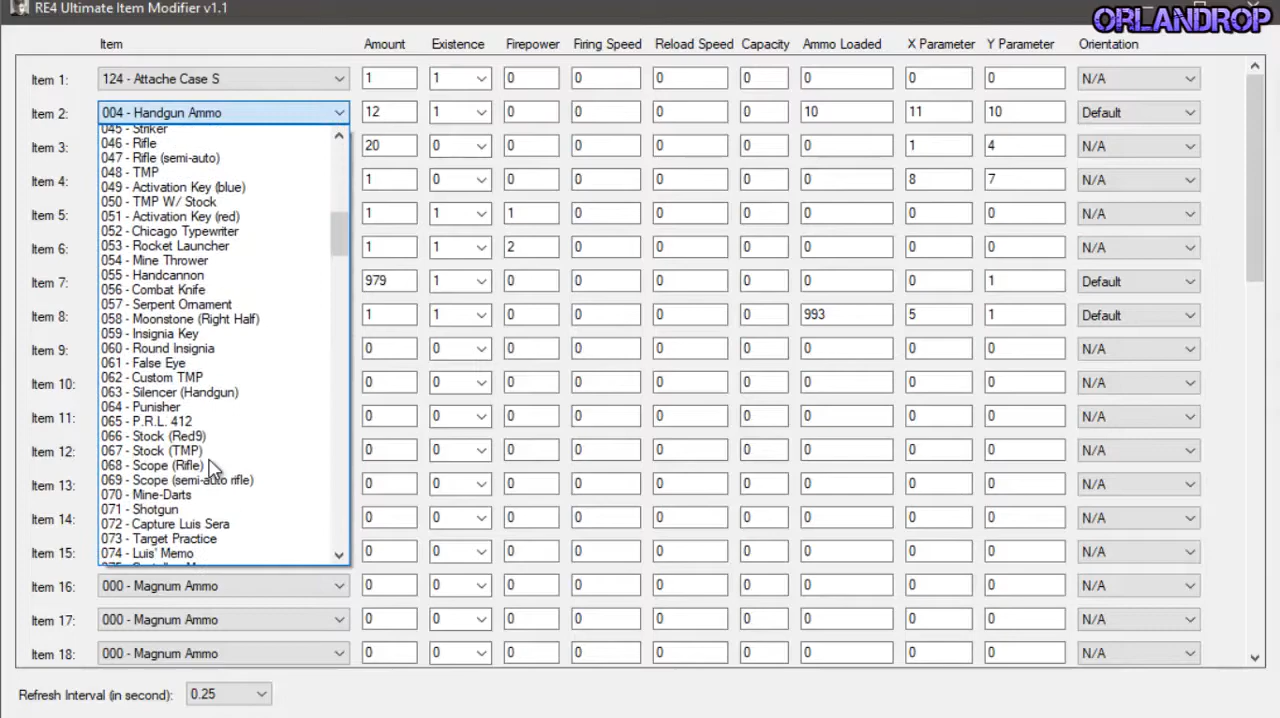 RE4 Ultimate Item Modifier v1.1
ORLANDROP
Item Amount Existence Firepower Firing Speed Reload Speed Capacity Ammo Loaded X Parameter Y Parameter Orientation
Item 1: 124 - Attache Case S 1 1 0 0 0 0 0 0 0 N/A
Item 2: 004 - Handgun Ammo 12 1 0 0 0 0 10 11 10 Default
Item 3: 20 0 0 0 0 0 0 1 4 N/A
Item 4: 1 0 0 0 0 0 0 8 7 N/A
Item 5: 1 1 1 0 0 0 0 0 0 N/A
Item 6: 1 1 2 0 0 0 0 0 0 N/A
Item 7: 979 1 0 0 0 0 0 0 1 Default
Item 8: 1 1 0 0 0 0 993 5 1 Default
Item 9: 0 0 0 0 0 0 0 0 0 N/A
Item 10: 0 0 0 0 0 0 0 0 0 N/A
Item 11: 0 0 0 0 0 0 0 0 0 N/A
Item 12: 0 0 0 0 0 0 0 0 0 N/A
Item 13: 0 0 0 0 0 0 0 0 0 N/A
Item 14: 0 0 0 0 0 0 0 0 0 N/A
Item 15: 0 0 0 0 0 0 0 0 0 N/A
045 - Striker
046 - Rifle
047 - Rifle (semi-auto)
048 - TMP
049 - Activation Key (blue)
050 - TMP W/ Stock
051 - Activation Key (red)
052 - Chicago Typewriter
053 - Rocket Launcher
054 - Mine Thrower
055 - Handcannon
056 - Combat Knife
057 - Serpent Ornament
058 - Moonstone (Right Half)
059 - Insignia Key
060 - Round Insignia
061 - False Eye
062 - Custom TMP
063 - Silencer (Handgun)
064 - Punisher
065 - P.R.L. 412
066 - Stock (Red9)
067 - Stock (TMP)
068 - Scope (Rifle)
069 - Scope (semi-auto rifle)
070 - Mine-Darts
071 - Shotgun
072 - Capture Luis Sera
073 - Target Practice
074 - Luis' Memo
Item 16: 000 - Magnum Ammo 0 0 0 0 0 0 0 0 0 N/A
Item 17: 000 - Magnum Ammo 0 0 0 0 0 0 0 0 0 N/A
Item 18: 000 - Magnum Ammo 0 0 0 0 0 0 0 0 0 N/A
Refresh Interval (in second): 0.25